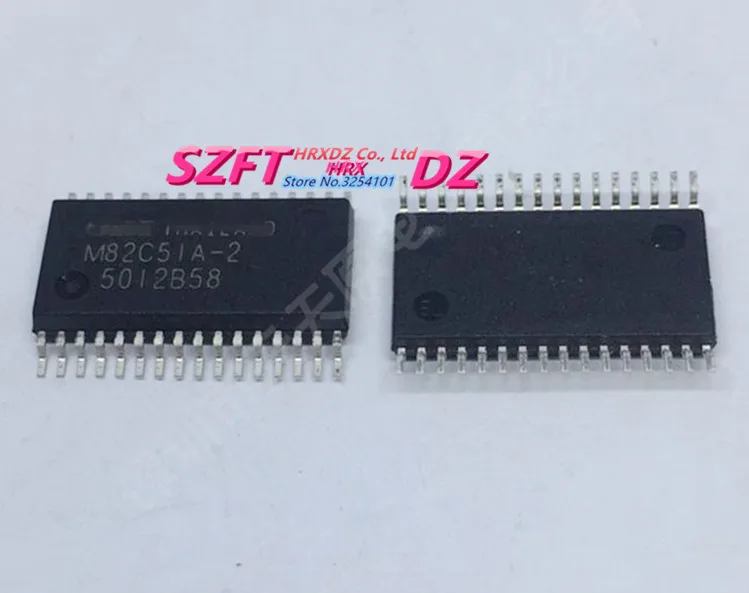 SZFT HRXDZ Co., Ltd DZ
HRX
Store No.3254101
M82C51A-2
5012B58